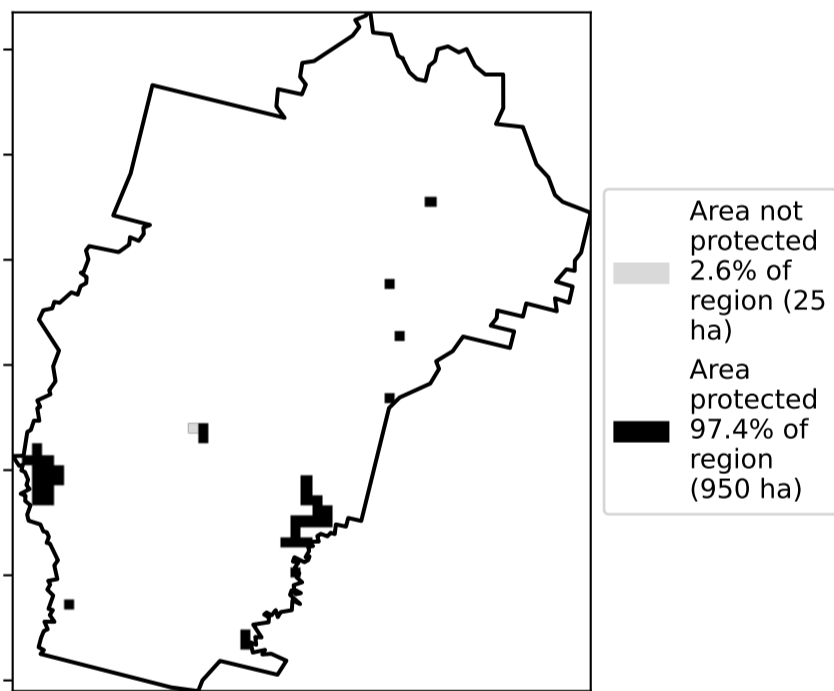 Area not
protected
2.6% of
region (25
ha)
Area
protected
97.4% of
region
(950 ha)